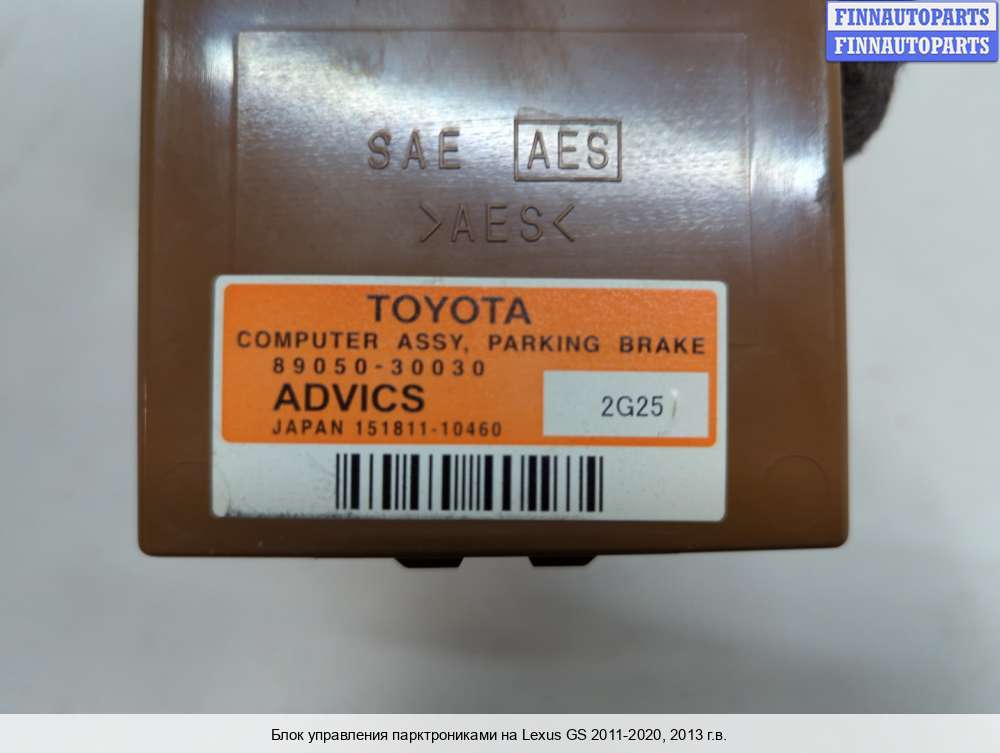 FINNAUTOPARTS
FINNAUTOPARTS
SAE AES
>AES<
TOYOTA
COMPUTER ASSY, PARKING BRAKE
89050-30030
ADVICS
2G25
JAPAN 151811-10460
Блок управления парктрониками на Lexus GS 2011-2020, 2013 г.в.